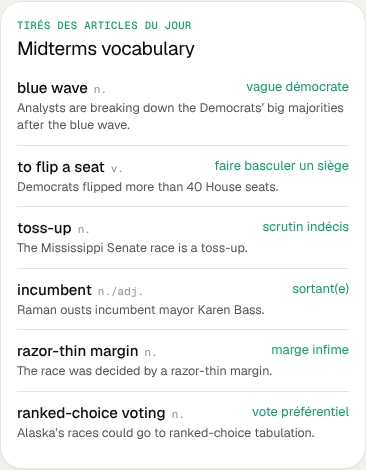 TIRÉS DES ARTICLES DU JOUR
Midterms vocabulary
blue wave n. vague démocrate
Analysts are breaking down the Democrats' big majorities
after the blue wave.
to flip a seat v. faire basculer un siège
Democrats flipped more than 40 House seats.
toss-up n. scrutin indécis
The Mississippi Senate race is a toss-up.
incumbent n./adj. sortant(e)
Raman ousts incumbent mayor Karen Bass.
razor-thin margin n. marge infime
The race was decided by a razor-thin margin.
ranked-choice voting n. vote préférentiel
Alaska's races could go to ranked-choice tabulation.